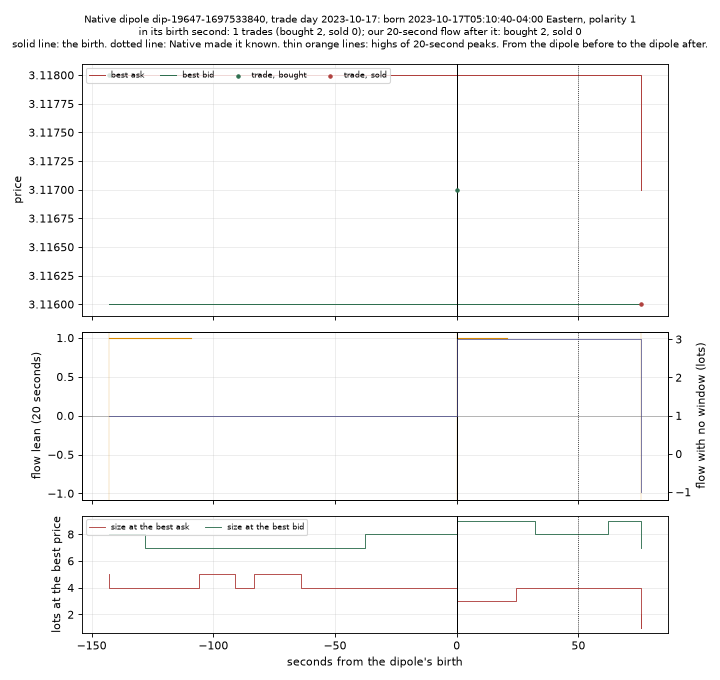 Native dipole dip-19647-1697533840, trade day 2023-10-17: born 2023-10-17T05:10:40-04:00 Eastern, polarity 1
in its birth second: 1 trades (bought 2, sold 0); our 20-second flow after it: bought 2, sold 0
solid line: the birth. dotted line: Native made it known. thin orange lines: highs of 20-second peaks. From the dipole before to the dipole after.
best ask best bid trade, bought trade, sold
3.11800
3.11775
3.11750
3.11725
3.11700
3.11675
3.11650
3.11625
3.11600
price
1.0
0.5
0.0
−0.5
−1.0
flow lean (20 seconds)
3
2
1
0
−1
flow with no window (lots)
size at the best ask size at the best bid
8
6
4
2
lots at the best price
−150 −100 −50 0 50
seconds from the dipole's birth